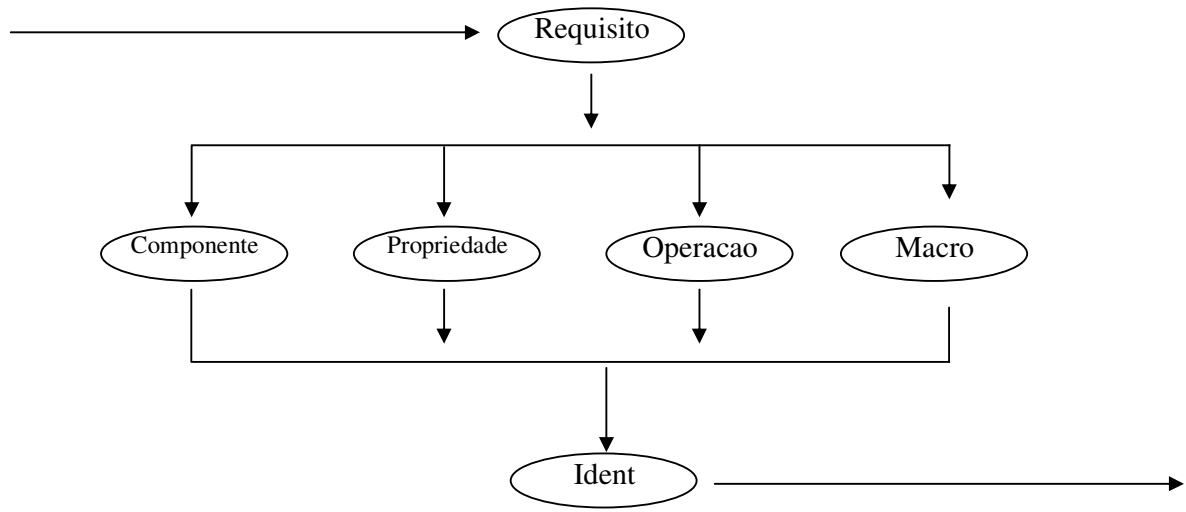 Requisito
Componente
Propriedade
Operacao
Macro
Ident